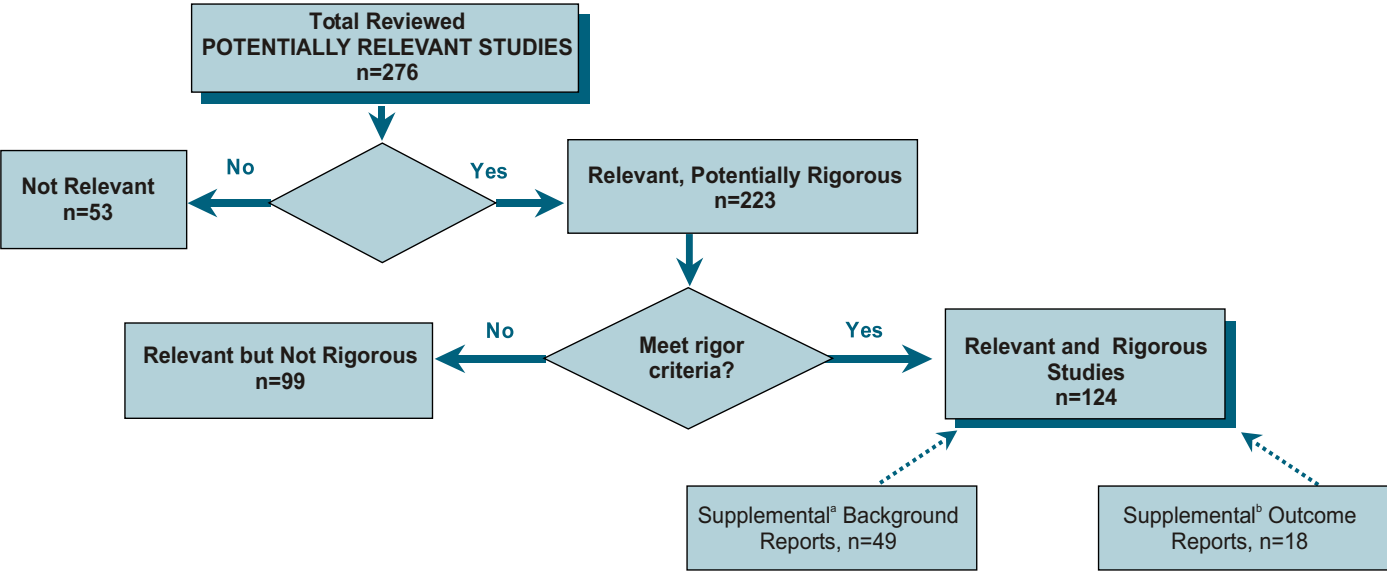 Total Reviewed
POTENTIALLY RELEVANT STUDIES
n=276
No
Yes
Not Relevant
n=53
Relevant, Potentially Rigorous
n=223
No
Yes
Relevant but Not Rigorous
n=99
Meet rigor
criteria?
Relevant and Rigorous
Studies
n=124
Supplementalᵃ Background
Reports, n=49
Supplementalᵇ Outcome
Reports, n=18